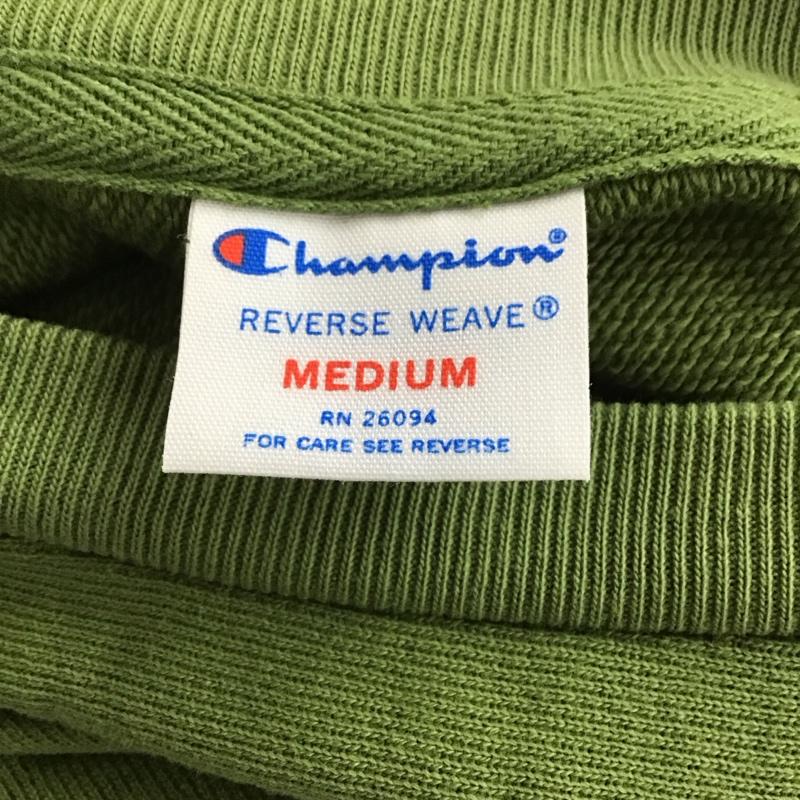 Champion®
REVERSE WEAVE®
MEDIUM
RN 26094
FOR CARE SEE REVERSE